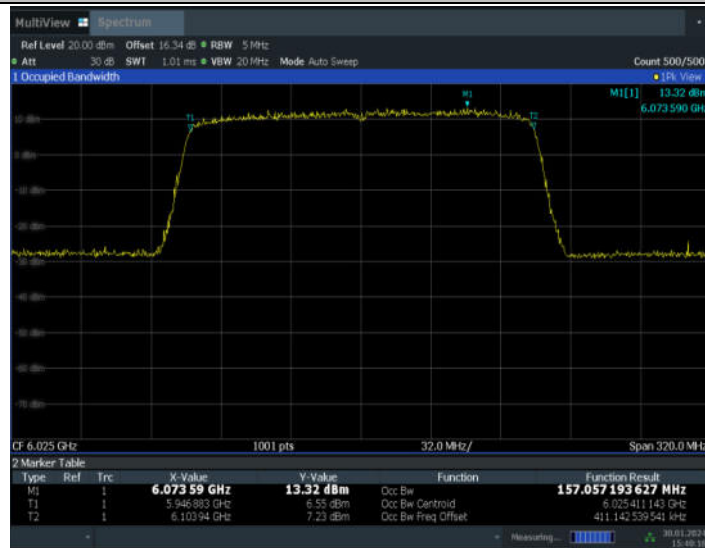 MultiView Spectrum
Ref Level 20.00 dBm Offset 16.34 dB RBW 5 MHz
Att 30 dB SWT 1.01 ms VBW 20 MHz Mode Auto Sweep Count 500/500
1 Occupied Bandwidth 1Pk View
M1[1] 13.32 dBm
6.073590 GHz
M1
T1
T2
10 dBm
0 dBm
-10 dBm
-20 dBm
-30 dBm
-40 dBm
-50 dBm
-60 dBm
-70 dBm
CF 6.025 GHz 1001 pts 32.0 MHz/ Span 320.0 MHz
2 Marker Table
Type Ref Trc X-Value Y-Value Function Function Result
M1 1 6.073 59 GHz 13.32 dBm Occ Bw 157.057 193 627 MHz
T1 1 5.946 883 GHz 6.55 dBm Occ Bw Centroid 6.025 411 143 GHz
T2 1 6.103 94 GHz 7.23 dBm Occ Bw Freq Offset 411.142 539 541 kHz
Measuring...